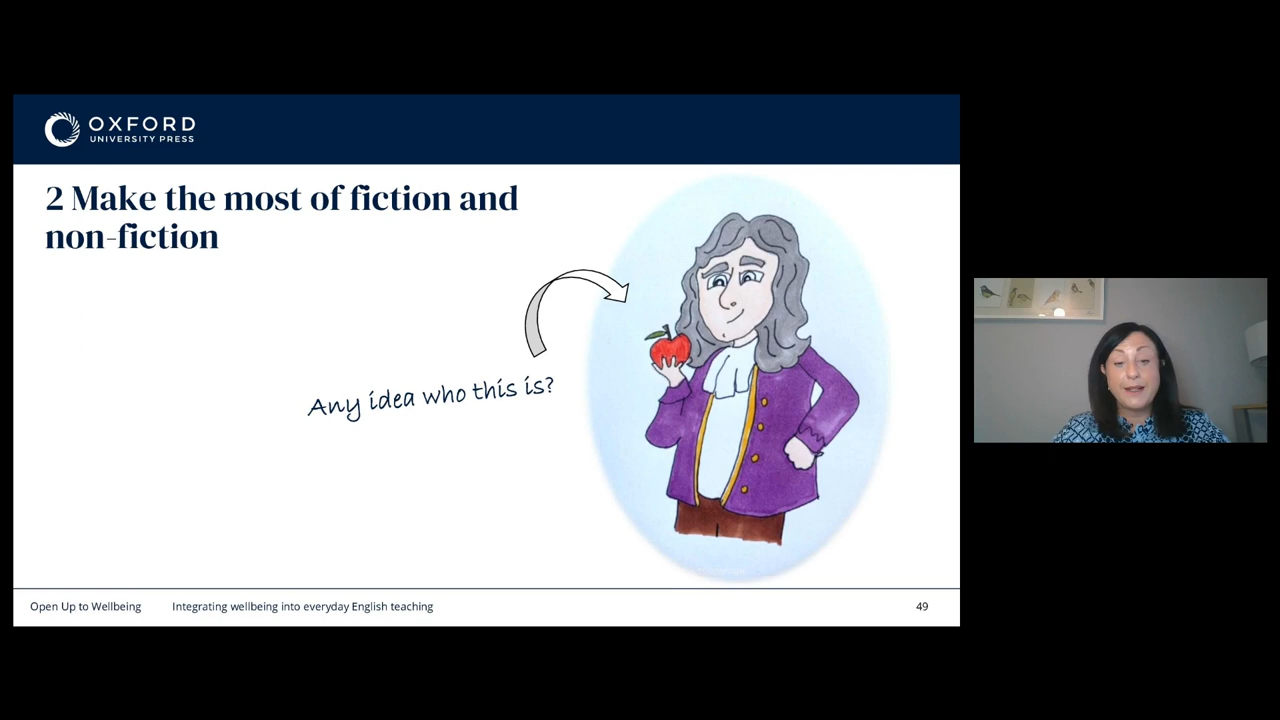 OXFORD
UNIVERSITY PRESS
2 Make the most of fiction and
non-fiction
Any idea who this is?
Open Up to Wellbeing Integrating wellbeing into everyday English teaching 49